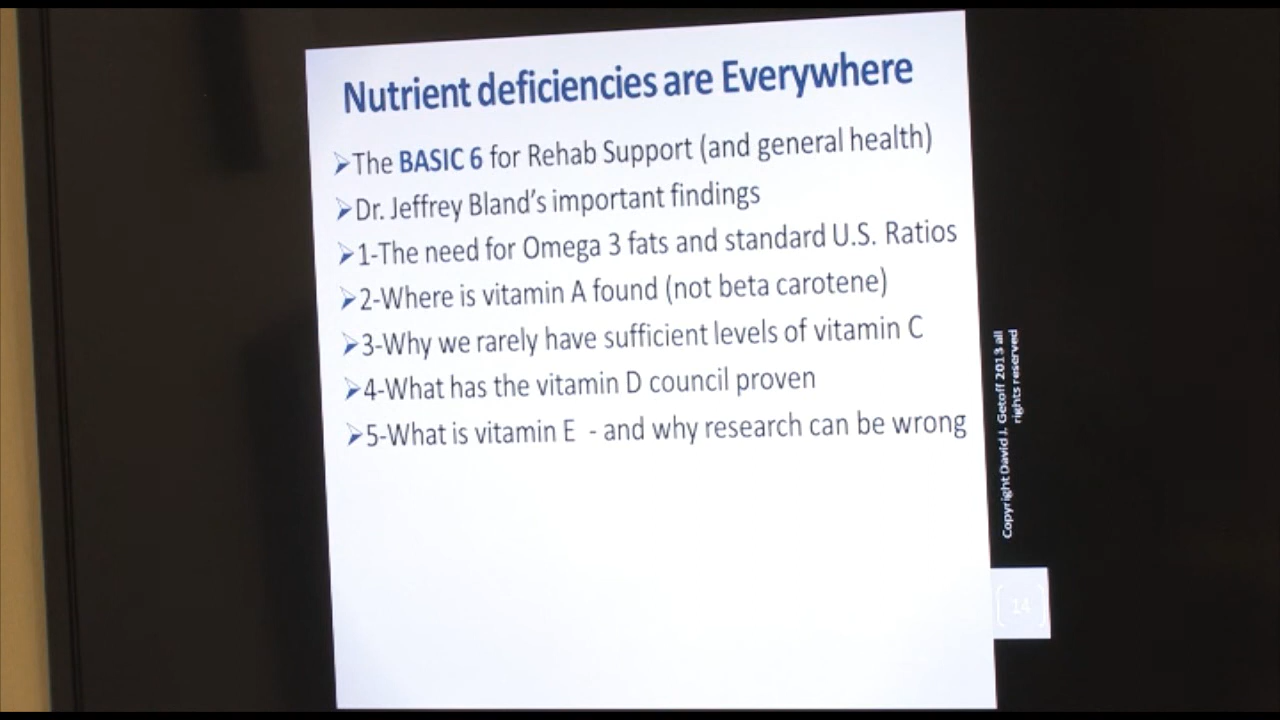 Nutrient deficiencies are Everywhere
➢The BASIC 6 for Rehab Support (and general health)
➢Dr. Jeffrey Bland's important findings
➢1-The need for Omega 3 fats and standard U.S. Ratios
➢2-Where is vitamin A found (not beta carotene)
➢3-Why we rarely have sufficient levels of vitamin C
➢4-What has the vitamin D council proven
➢5-What is vitamin E - and why research can be wrong
Copyright David J. Getoff 2013 all
rights reserved
14